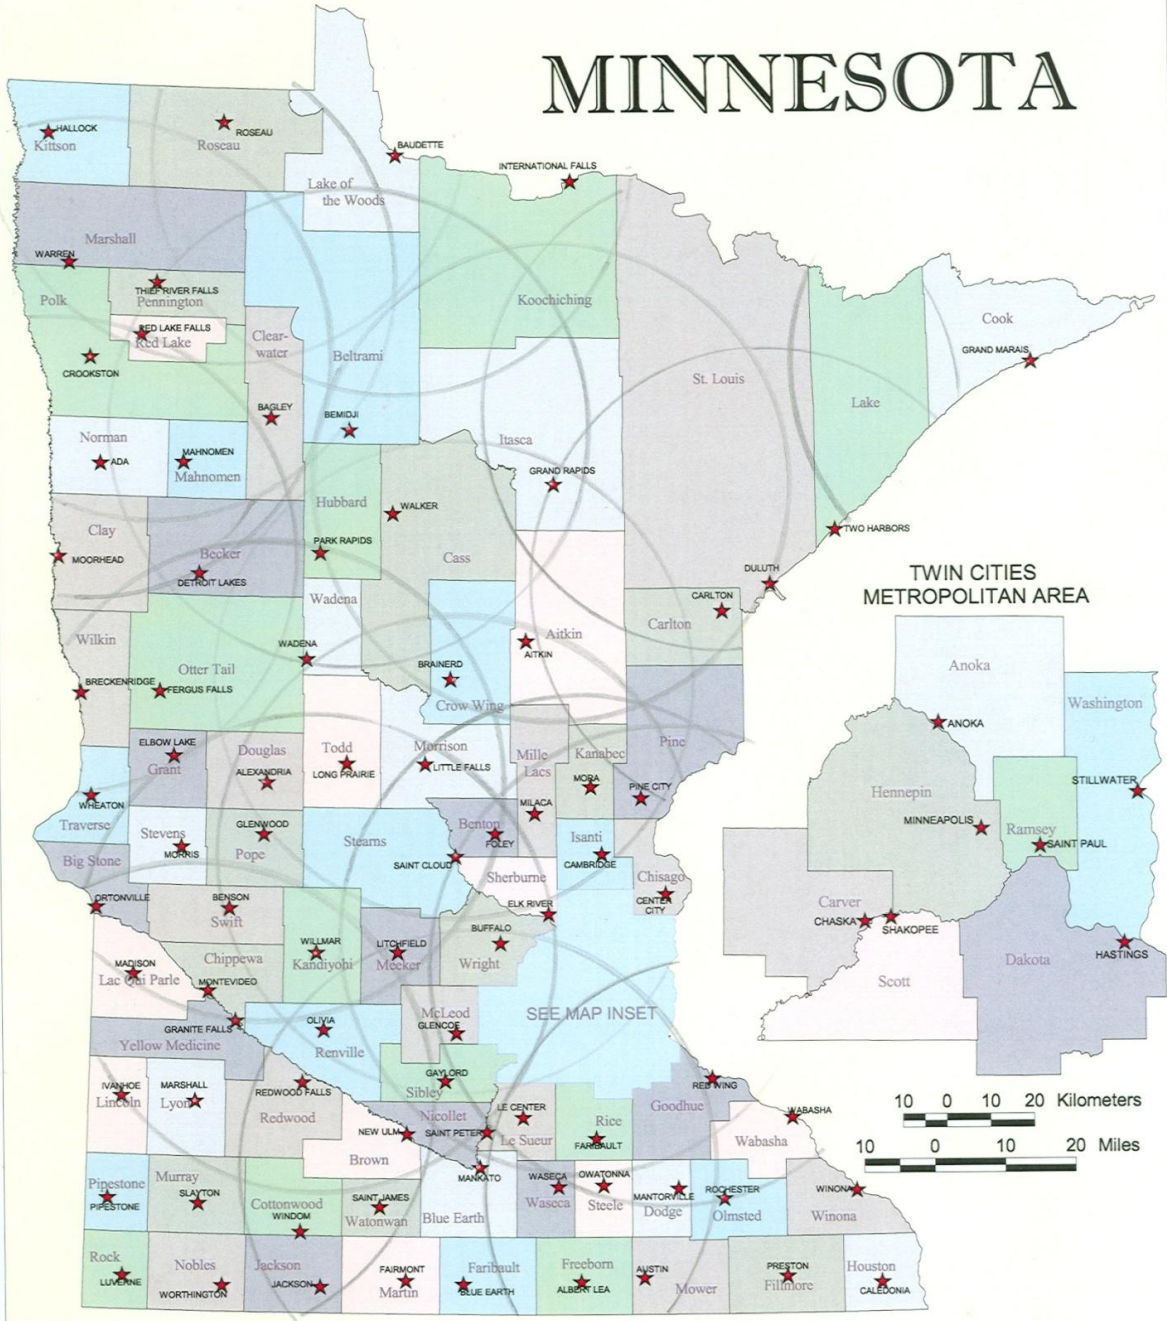 MINNESOTA
HALLOCK
Kittson
ROSEAU
Roseau
BAUDETTE
Lake of
the Woods
INTERNATIONAL FALLS
Koochiching
Marshall
WARREN
Polk
THIEF RIVER FALLS
Pennington
RED LAKE FALLS
Red Lake
CROOKSTON
Clear-
water
BAGLEY
Beltrami
BEMIDJI
St. Louis
Lake
Cook
GRAND MARAIS
Norman
ADA
MAHNOMEN
Mahnomen
Itasca
GRAND RAPIDS
Hubbard
PARK RAPIDS
WALKER
Cass
Clay
MOORHEAD
Becker
DETROIT LAKES
TWO HARBORS
DULUTH
CARLTON
Carlton
Wadena
WADENA
Wilkin
BRECKENRIDGE
Otter Tail
FERGUS FALLS
Aitkin
AITKIN
BRAINERD
Crow Wing
ELBOW LAKE
Grant
Douglas
ALEXANDRIA
Todd
LONG PRAIRIE
Morrison
LITTLE FALLS
Mille
Lacs
MILACA
Kanabec
MORA
Pine
PINE CITY
WHEATON
Traverse
Stevens
MORRIS
GLENWOOD
Pope
Stearns
SAINT CLOUD
Benton
FOLEY
Isanti
CAMBRIDGE
Sherburne
ELK RIVER
Chisago
CENTER
CITY
Big Stone
ORTONVILLE
BENSON
Swift
WILLMAR
Kandiyohi
LITCHFIELD
Meeker
BUFFALO
Wright
MADISON
Lac Qui Parle
Chippewa
MONTEVIDEO
SEE MAP INSET
GRANITE FALLS
Yellow Medicine
OLIVIA
Renville
McLeod
GLENCOE
GAYLORD
Sibley
IVANHOE
Lincoln
MARSHALL
Lyon
REDWOOD FALLS
Redwood
Nicollet
SAINT PETER
NEW ULM
Brown
LE CENTER
Le Sueur
Rice
FARIBAULT
RED WING
Goodhue
WABASHA
Wabasha
MANKATO
Blue Earth
Pipestone
PIPESTONE
Murray
SLAYTON
Cottonwood
WINDOM
SAINT JAMES
Watonwan
WASECA
Waseca
OWATONNA
Steele
MANTORVILLE
Dodge
ROCHESTER
Olmsted
WINONA
Winona
Rock
LUVERNE
Nobles
WORTHINGTON
Jackson
JACKSON
FAIRMONT
Martin
Faribault
BLUE EARTH
Freeborn
ALBERT LEA
AUSTIN
Mower
PRESTON
Fillmore
Houston
CALEDONIA
TWIN CITIES
METROPOLITAN AREA
Anoka
ANOKA
Washington
STILLWATER
Hennepin
MINNEAPOLIS
Ramsey
SAINT PAUL
Carver
CHASKA
SHAKOPEE
Scott
Dakota
HASTINGS
10 0 10 20 Kilometers
10 0 20 Miles